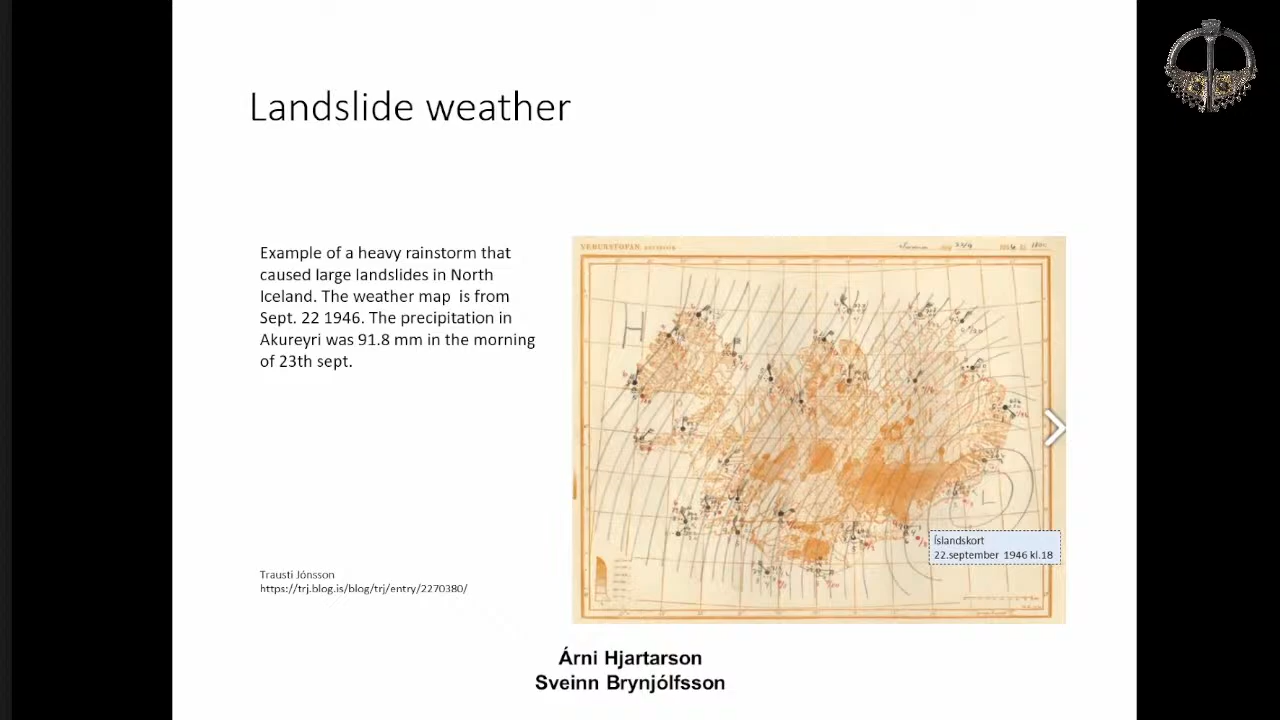 Landslide weather
Example of a heavy rainstorm that
caused large landslides in North
Iceland. The weather map  is from
Sept. 22 1946. The precipitation in
Akureyri was 91.8 mm in the morning
of 23th sept.
H
L
Íslandskort
22.september 1946 kl.18
Trausti Jónsson
https://trj.blog.is/blog/trj/entry/2270380/
Árni Hjartarson
Sveinn Brynjólfsson